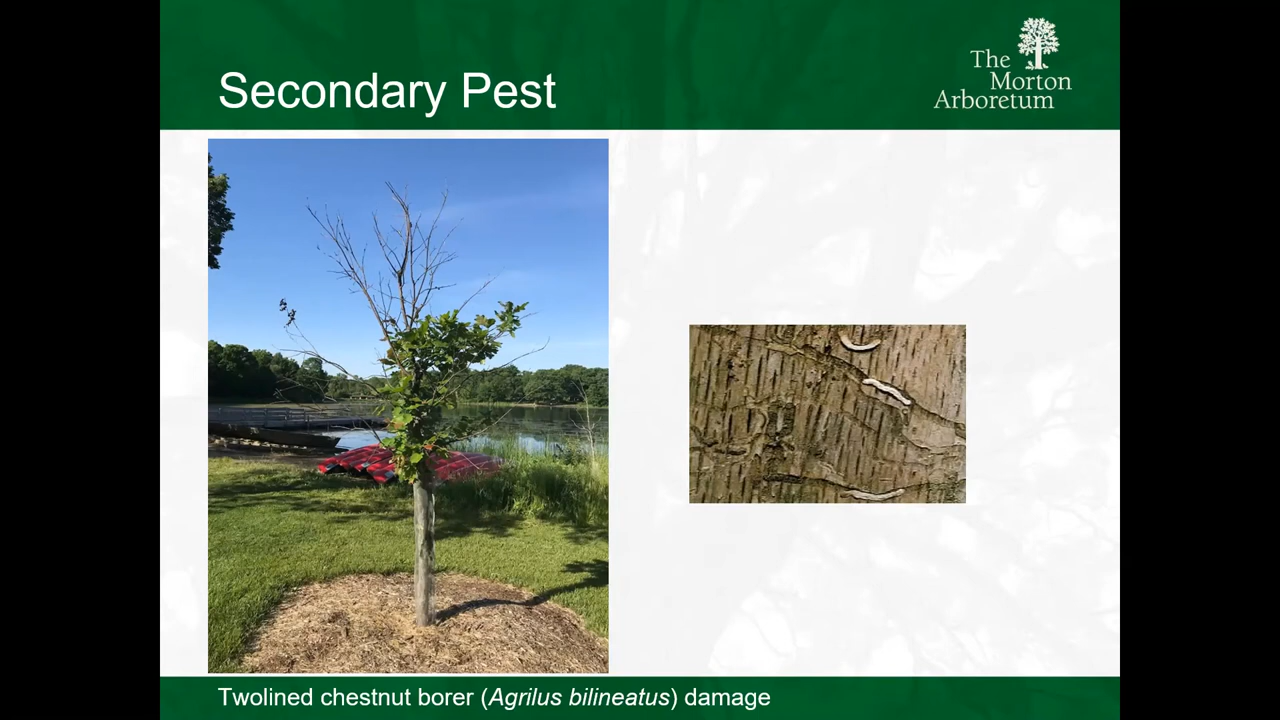 Secondary Pest
The
Morton
Arboretum
Twolined chestnut borer (Agrilus bilineatus) damage